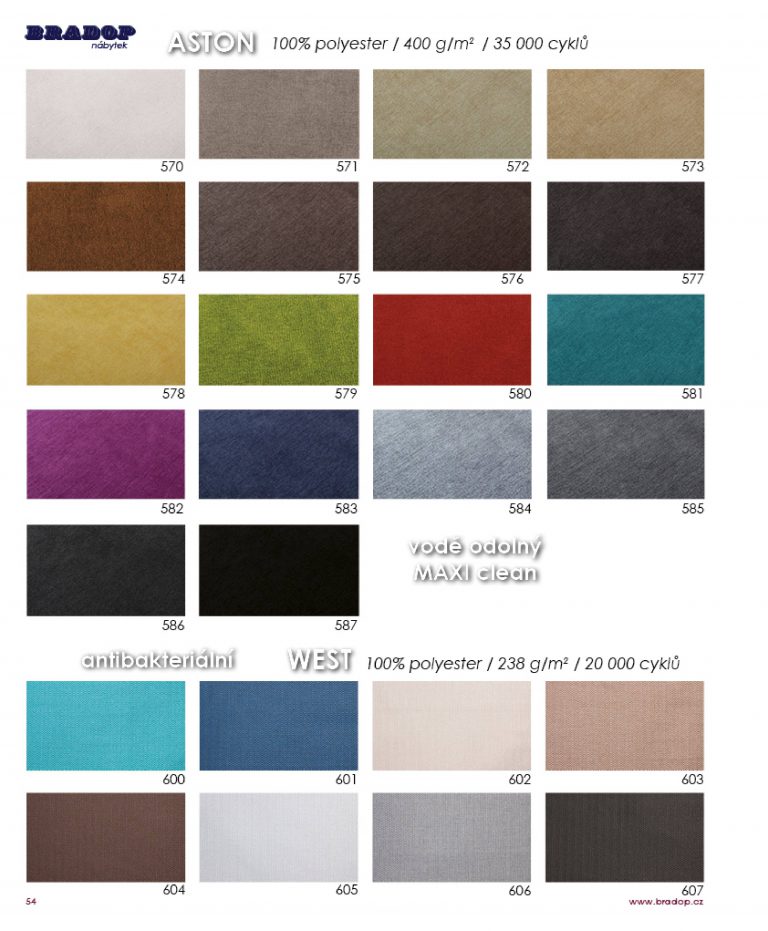 BRADOP
nábytek
ASTON 100% polyester / 400 g/m² / 35 000 cyklů
570 571 572 573
574 575 576 577
578 579 580 581
582 583 584 585
vodě odolný
MAXI clean
586 587
antibakteriální WEST 100% polyester / 238 g/m² / 20 000 cyklů
600 601 602 603
604 605 606 607
54 www.bradop.cz